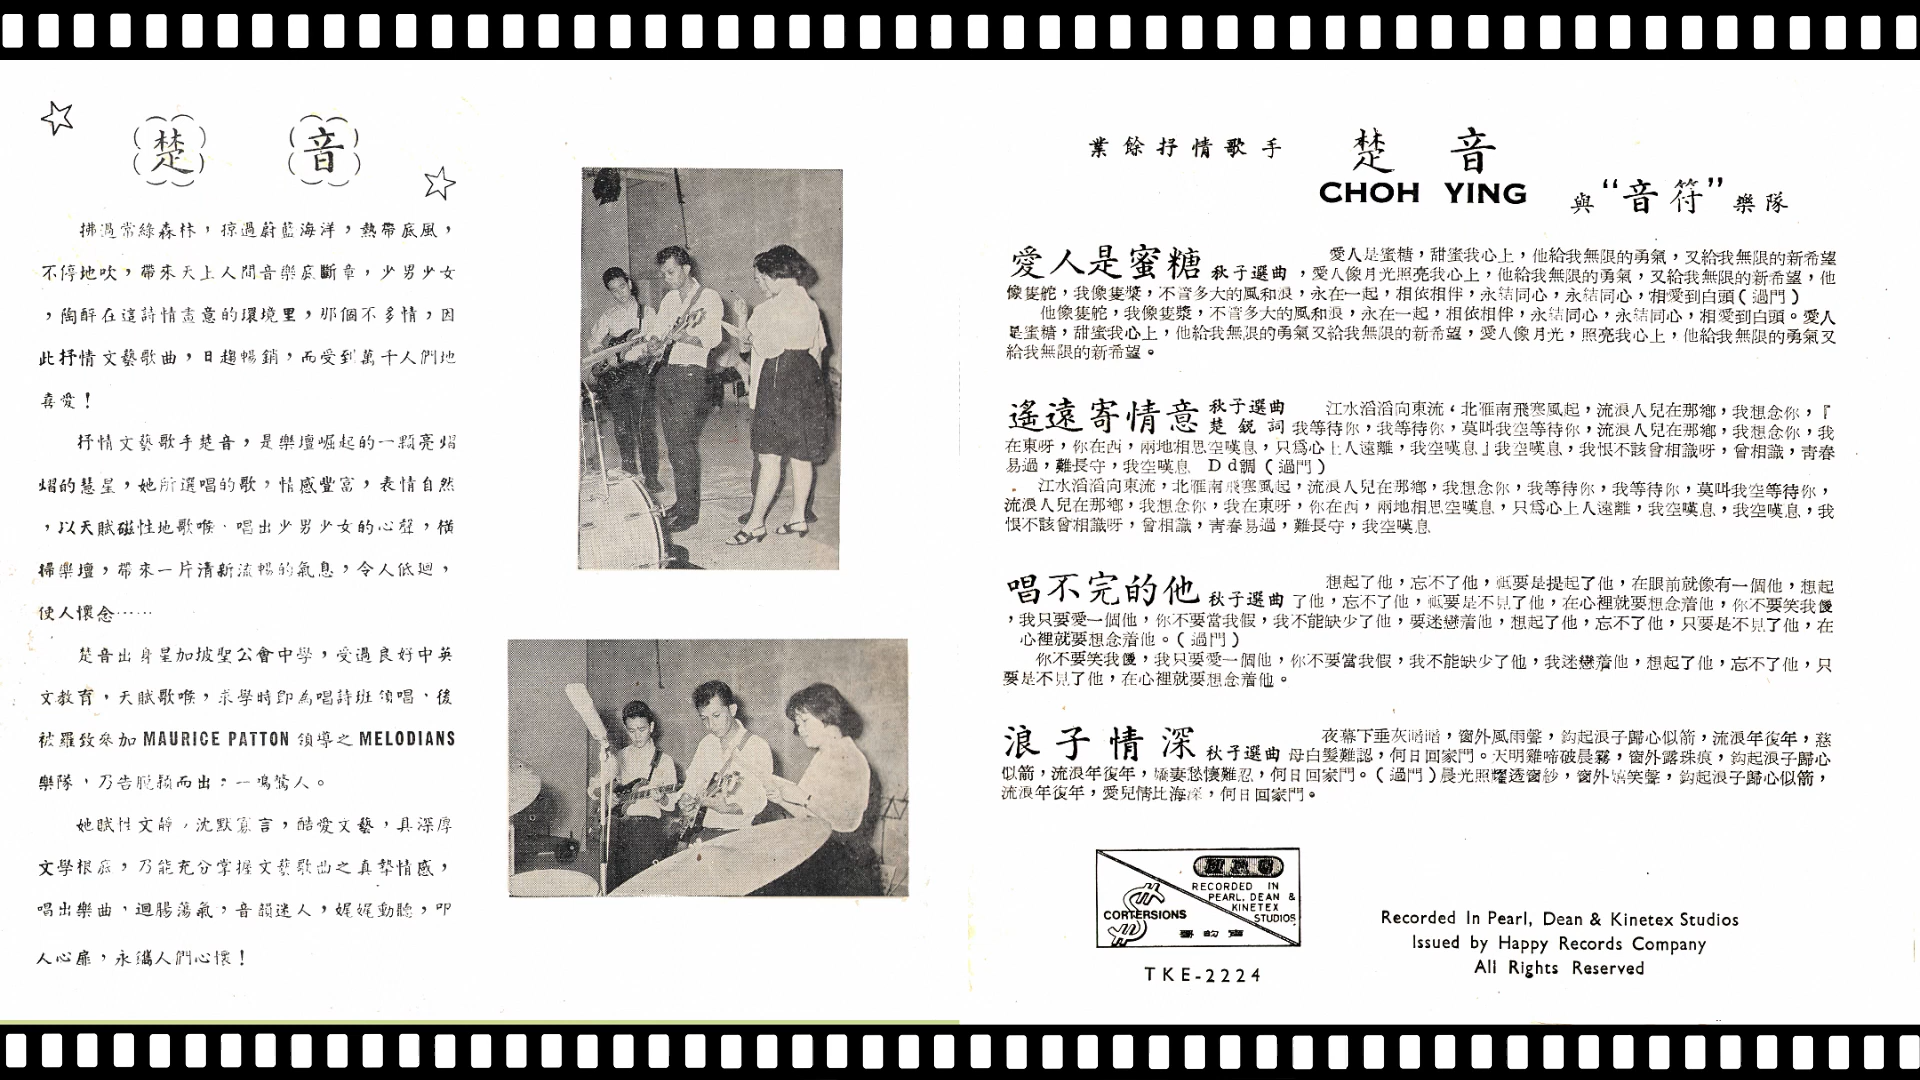 楚 音
拂過常綠森林，掠過蔚藍海洋，熱帶底風，
不停地吹，帶來天上人間音樂底斷章，少男少女
，陶醉在這詩情畫意的環境里，那個不多情，因
此抒情文藝歌曲，日趨暢銷，而受到萬千人們地
喜愛！
抒情文藝歌手楚音，是樂壇崛起的一顆亮熠
熠的慧星，她所選唱的歌，情感豐富，表情自然
，以天賦磁性地歌喉、唱出少男少女的心聲，橫
掃樂壇，帶來一片清新流暢的氣息，令人低迴，
使人懷念……
楚音出身星加坡聖公會中學，受過良好中英
文教育，天賦歌喉，求學時即為唱詩班領唱，後
被羅致參加 MAURICE PATTON 領導之 MELODIANS
樂隊，乃告脫穎而出；一鳴驚人。
她賦性文靜，沈默寡言，酷愛文藝，具深厚
文學根底，乃能充分掌握文藝歌曲之真摯情感，
唱出樂曲，迴腸蕩氣，音韻迷人，娓娓動聽，叩
人心扉，永獵人們心懷！
業餘抒情歌手 楚 音
CHOH YING 與“音符”樂隊
愛人是蜜糖 秋子選曲 愛人是蜜糖，甜蜜我心上，他給我無限的勇氣，又給我無限的新希望
，愛人像月光照亮我心上，他給我無限的勇氣，又給我無限的新希望，他
像隻舵，我像隻槳，不管多大的風和浪，永在一起，相依相伴，永結同心，永結同心，相愛到白頭（過門）
他像隻舵，我像隻槳，不管多大的風和浪，永在一起，相依相伴，永結同心，永結同心，相愛到白頭。愛人
是蜜糖，甜蜜我心上，他給我無限的勇氣又給我無限的新希望，愛人像月光，照亮我心上，他給我無限的勇氣又
給我無限的新希望。
遙遠寄情意 秋子選曲 江水滔滔向東流，北雁南飛寒風起，流浪人兒在那鄉，我想念你，『
楚銳詞 我等待你，我等待你，莫叫我空等待你，流浪人兒在那鄉，我想念你，我
在東呀，你在西，兩地相思空嘆息，只爲心上人遠離，我空嘆息』我空嘆息，我恨不該曾相識呀，曾相識，青春
易過，難長守，我空嘆息 Dd調（過門）
江水滔滔向東流，北雁南飛寒風起，流浪人兒在那鄉，我想念你，我等待你，我等待你，莫叫我空等待你，
流浪人兒在那鄉，我想念你，我在東呀，你在西，兩地相思空嘆息，只爲心上人遠離，我空嘆息，我空嘆息，我
恨不該曾相識呀，曾相識，青春易過，難長守，我空嘆息
唱不完的他 秋子選曲 想起了他，忘不了他，祗要是提起了他，在眼前就像有一個他，想起
了他，忘不了他，祗要是不見了他，在心裡就要想念着他，你不要笑我傻
，我只要愛一個他，你不要當我假，我不能缺少了他，要迷戀着他，想起了他，忘不了他，只要是不見了他，在
心裡就要想念着他。（過門）
你不要笑我傻，我只要愛一個他，你不要當我假，我不能缺少了他，我迷戀着他，想起了他，忘不了他，只
要是不見了他，在心裡就要想念着他。
浪子情深 秋子選曲 夜幕下垂灰暗暗，窗外風雨聲，鈎起浪子歸心似箭，流浪年復年，慈
母白髮難認，何日回家門。天明雞啼破晨霧，窗外露珠痕，鈎起浪子歸心
似箭，流浪年復年，嬌妻愁懷難忍，何日回家門。（過門）晨光照耀透窗紗，窗外嬉笑聲，鈎起浪子歸心似箭，
流浪年復年，愛兒情比海深，何日回家門。
RECORDED IN
PEARL, DEAN &
KINETEX
STUDIOS
CORTERSIONS
TKE-2224
Recorded In Pearl, Dean & Kinetex Studios
Issued by Happy Records Company
All Rights Reserved